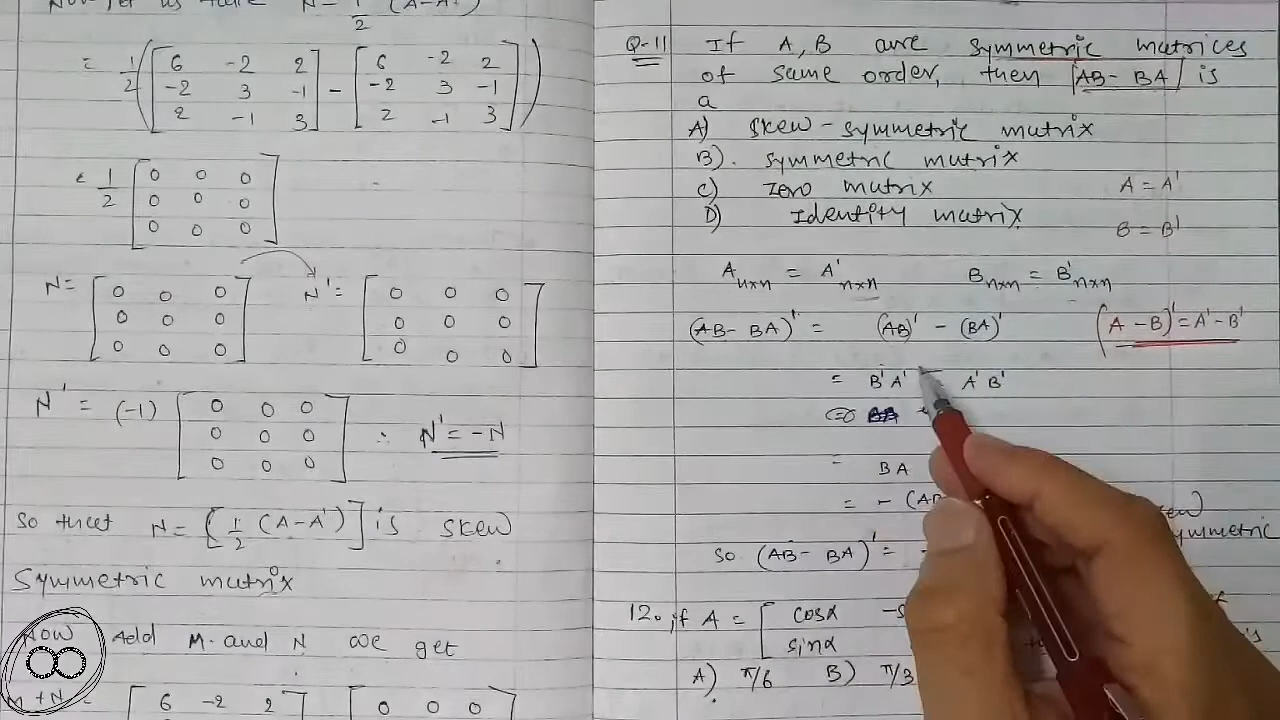 = 1/2 ( [ 6 -2 2
-2 3 -1
2 -1 3 ] - [ 6 -2 2
-2 3 -1
2 -1 3 ] )
1/2 [ 0 0 0
0 0 0
0 0 0 ]
N= [ 0 0 0
0 0 0
0 0 0 ]
N'= [ 0 0 0
0 0 0
0 0 0 ]
N' = (-1) [ 0 0 0
0 0 0
0 0 0 ] ∴ N' = -N
So that N = [ 1/2 (A-A') ] is skew
Symmetric matrix
Now Add M and N we get
M+N = [ 6 -2 2 [ 0 0 0
Q-11 If A, B are symmetric matrices
of same order, then AB - BA is
a
A) skew-symmetric matrix
B). symmetric matrix
C) zero matrix
A = A'
D) Identity matrix
B = B'
A n×n = A' n×n B n×n = B' n×n
(AB - BA)' = (AB)' - (BA)' (A - B)' = A' - B'
= B'A' - A'B'
= BA
= - (AB
symmetric
so (AB - BA)' =
12. if A = [ cosα
sinα
A) π/6 B) π/3